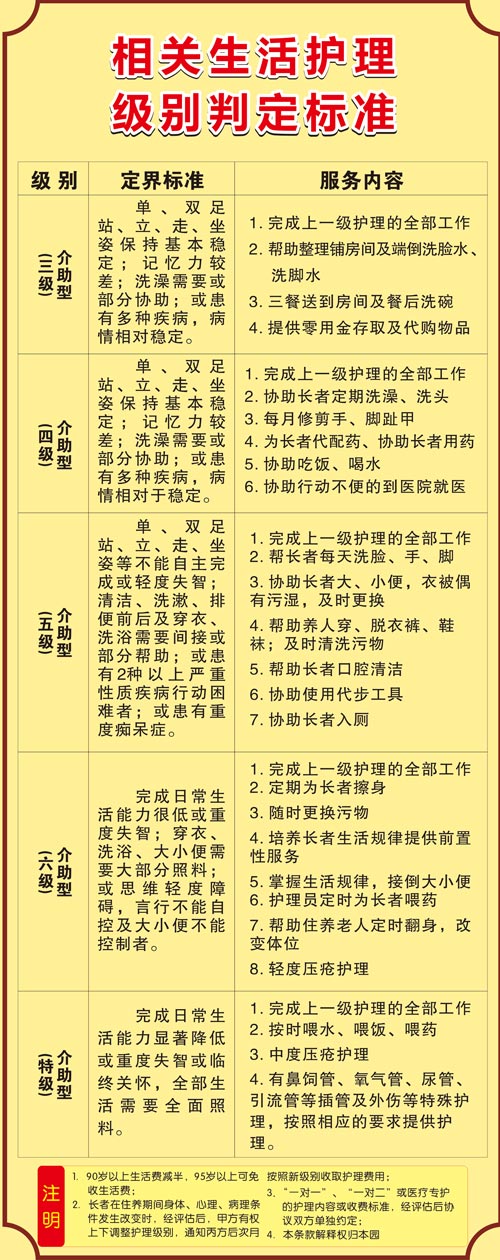 相关生活护理
级别判定标准
级 别
定界标准
服务内容
介助型
(三级)
单、双足
站、立、走、坐
姿保持基本稳
定；记忆力较
差；洗澡需要或
部分协助；或患
有多种疾病，病
情相对稳定。
1. 完成上一级护理的全部工作
2. 帮助整理铺房间及端倒洗脸水、
洗脚水
3. 三餐送到房间及餐后洗碗
4. 提供零用金存取及代购物品
介助型
(四级)
单、双足
站、立、走、坐
姿保持基本稳
定；记忆力较
差；洗澡需要或
部分协助；或患
有多种疾病，病
情相对于稳定。
1. 完成上一级护理的全部工作
2. 协助长者定期洗澡、洗头
3. 每月修剪手、脚趾甲
4. 为长者代配药、协助长者用药
5. 协助吃饭、喝水
6. 协助行动不便的到医院就医
介助型
(五级)
单、双足
站、立、走、坐
姿等不能自主完
成或轻度失智；
清洁、洗漱、排
便前后及穿衣、
洗浴需要间接或
部分帮助；或患
有2种以上严重
性质疾病行动困
难者；或患有重
度痴呆症。
1. 完成上一级护理的全部工作
2. 帮长者每天洗脸、手、脚
3. 协助长者大、小便，衣被偶
有污湿，及时更换
4. 帮助养人穿、脱衣裤、鞋
袜；及时清洗污物
5. 帮助长者口腔清洁
6. 协助使用代步工具
7. 协助长者入厕
介助型
(六级)
完成日常生
活能力很低或重
度失智；穿衣、
洗浴、大小便需
要大部分照料；
或思维轻度障
碍，言行不能自
控及大小便不能
控制者。
1. 完成上一级护理的全部工作
2. 定期为长者擦身
3. 随时更换污物
4. 培养长者生活规律提供前置
性服务
5. 掌握生活规律，接倒大小便
6. 护理员定时为长者喂药
7. 帮助住养老人定时翻身，改
变体位
8. 轻度压疮护理
介助型
(特级)
完成日常生
活能力显著降低
或重度失智或临
终关怀，全部生
活需要全面照
料。
1. 完成上一级护理的全部工作
2. 按时喂水、喂饭、喂药
3. 中度压疮护理
4. 有鼻饲管、氧气管、尿管、
引流管等插管及外伤等特殊护
理，按照相应的要求提供护
理。
注明
1. 90岁以上生活费减半，95岁以上可免
收生活费；
2. 长者在住养期间身体、心理、病理条
件发生改变时，经评估后，甲方有权
上下调整护理级别，通知丙方后次月
按照新级别收取护理费用；
3. “一对一”、“一对二”或医疗专护
的护理内容或收费标准，经评估后协
议双方单独约定；
4. 本条款解释权归本园